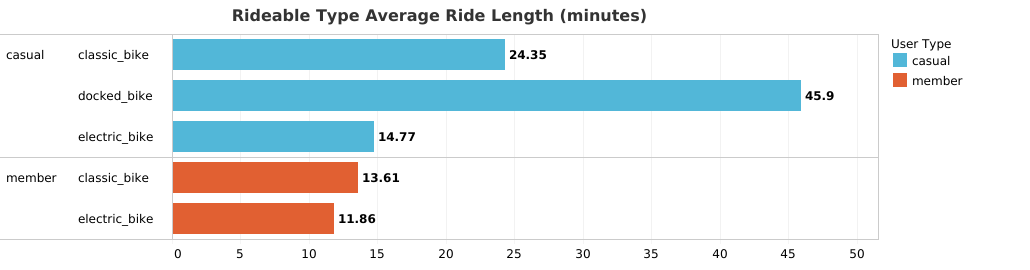 Rideable Type Average Ride Length (minutes)
casual classic_bike 24.35
docked_bike 45.9
electric_bike 14.77
member classic_bike 13.61
electric_bike 11.86
0 5 10 15 20 25 30 35 40 45 50
User Type
casual
member